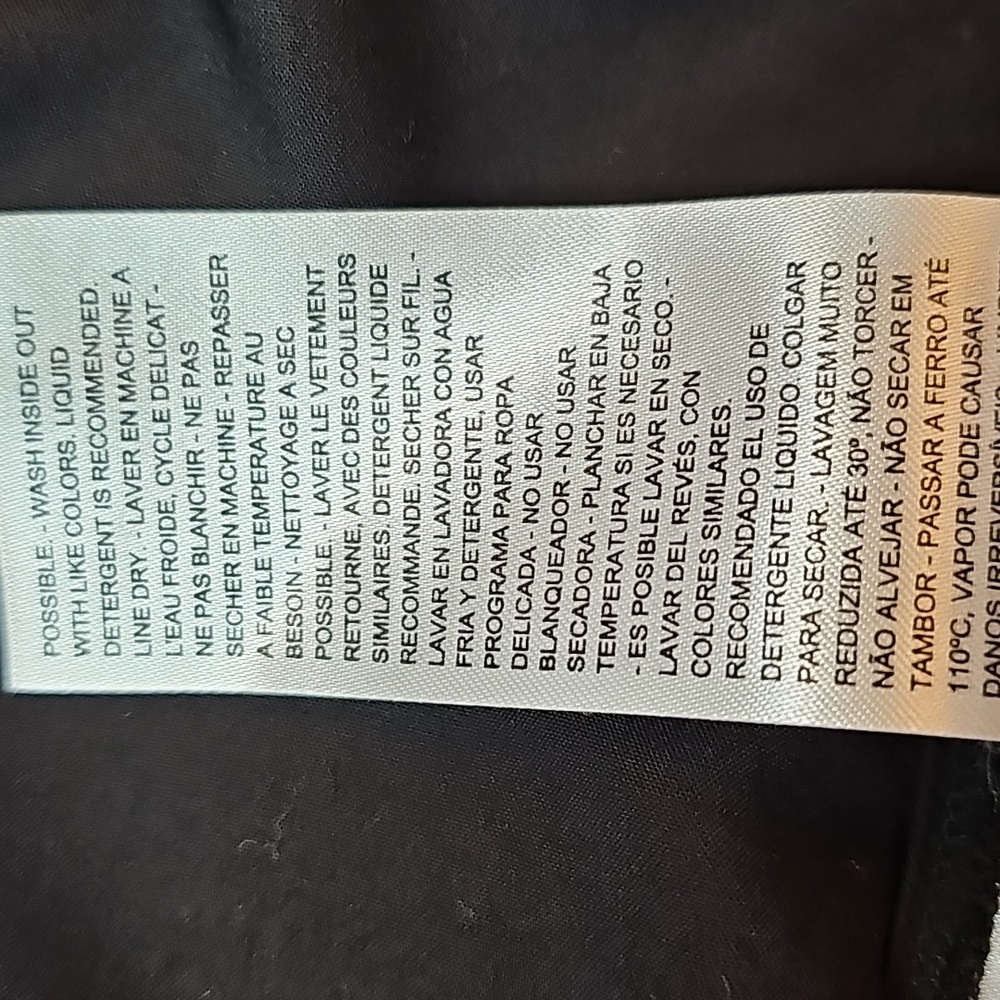 POSSIBLE. - WASH INSIDE OUT
WITH LIKE COLORS. LIQUID
DETERGENT IS RECOMMENDED.
LINE DRY. - LAVER EN MACHINE A
L'EAU FROIDE, CYCLE DELICAT -
NE PAS BLANCHIR - NE PAS
SECHER EN MACHINE - REPASSER
A FAIBLE TEMPERATURE AU
BESOIN - NETTOYAGE A SEC
POSSIBLE. - LAVER LE VETEMENT
RETOURNE, AVEC DES COULEURS
SIMILAIRES. DETERGENT LIQUIDE
RECOMMANDE. SECHER SUR FIL. -
LAVAR EN LAVADORA CON AGUA
FRIA Y DETERGENTE, USAR
PROGRAMA PARA ROPA
DELICADA - NO USAR
BLANQUEADOR - NO USAR
SECADORA - PLANCHAR EN BAJA
TEMPERATURA SI ES NECESARIO
- ES POSIBLE LAVAR EN SECO. -
LAVAR DEL REVÉS, CON
COLORES SIMILARES.
RECOMENDADO EL USO DE
DETERGENTE LIQUIDO. COLGAR
PARA SECAR. - LAVAGEM MUITO
REDUZIDA ATÉ 30º, NÃO TORCER -
NÃO ALVEJAR - NÃO SECAR EM
TAMBOR - PASSAR A FERRO ATÉ
110ºC, VAPOR PODE CAUSAR
DANOS IRREVERSÍVEIS